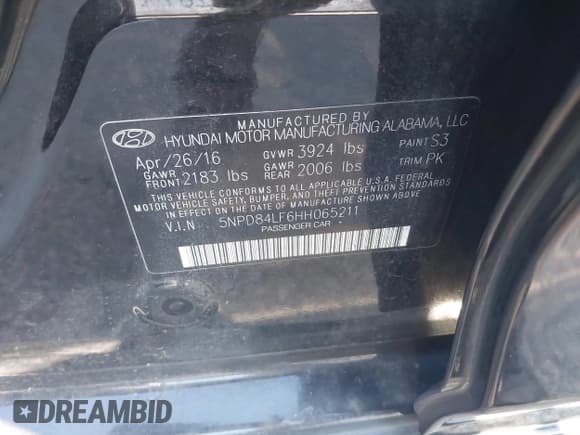 MANUFACTURED BY
HYUNDAI MOTOR MANUFACTURING ALABAMA, LLC
Apr/26/16 GVWR 3924 lbs PAINT S3
GAWR FRONT 2183 lbs GAWR REAR 2006 lbs TRIM PK
THIS VEHICLE CONFORMS TO ALL APPLICABLE U.S.A. FEDERAL
MOTOR VEHICLE SAFETY, BUMPER, AND THEFT PREVENTION STANDARDS
IN EFFECT ON THE DATE OF MANUFACTURE SHOWN ABOVE.
V.I.N 5NPD84LF6HH065211
PASSENGER CAR
DREAMBID